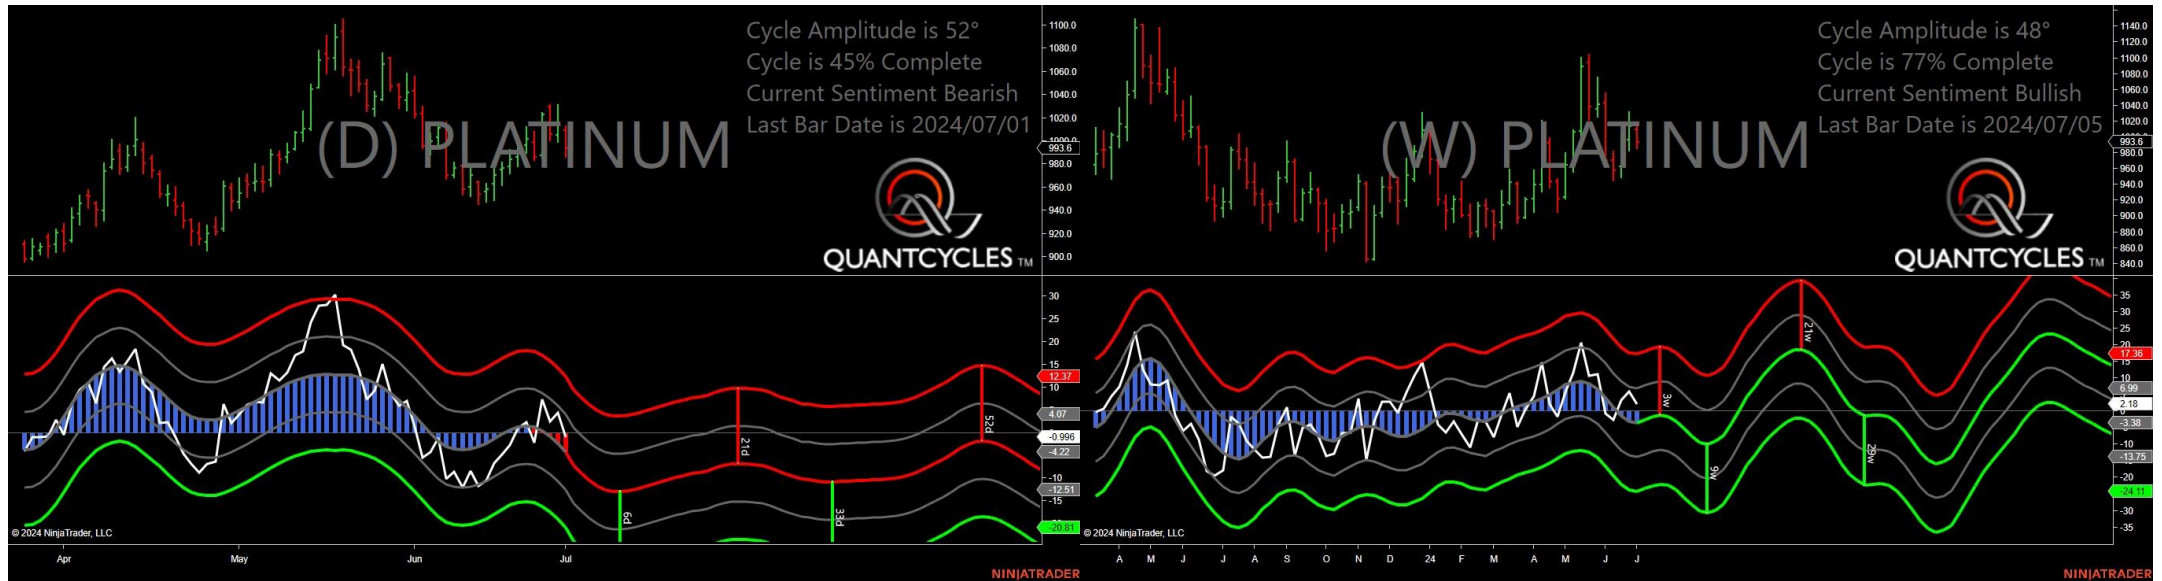 Cycle Amplitude is 52°
Cycle is 45% Complete
Current Sentiment Bearish
Last Bar Date is 2024/07/01
(D) PLATINUM
QUANTCYCLES TM
1100.0
1080.0
1060.0
1040.0
1020.0
1000.0
993.6
980.0
960.0
940.0
920.0
900.0
30
25
20
15
12.37
10
4.07
-0.996
-4.22
-10
-12.51
-15
-20.81
21d
52d
6d
33d
© 2024 NinjaTrader, LLC
Apr May Jun Jul
NINJATRADER
Cycle Amplitude is 48°
Cycle is 77% Complete
Current Sentiment Bullish
Last Bar Date is 2024/07/05
(W) PLATINUM
QUANTCYCLES TM
1140.0
1120.0
1100.0
1080.0
1060.0
1040.0
1020.0
993.6
980.0
960.0
940.0
920.0
900.0
880.0
860.0
840.0
35
30
25
20
17.36
10
6.99
2.18
-3.38
-10
-13.75
-20
-24.11
-30
-35
21w
3w
9w
29w
© 2024 NinjaTrader, LLC
A M J J A S O N D 24 F M A M J J
NINJATRADER